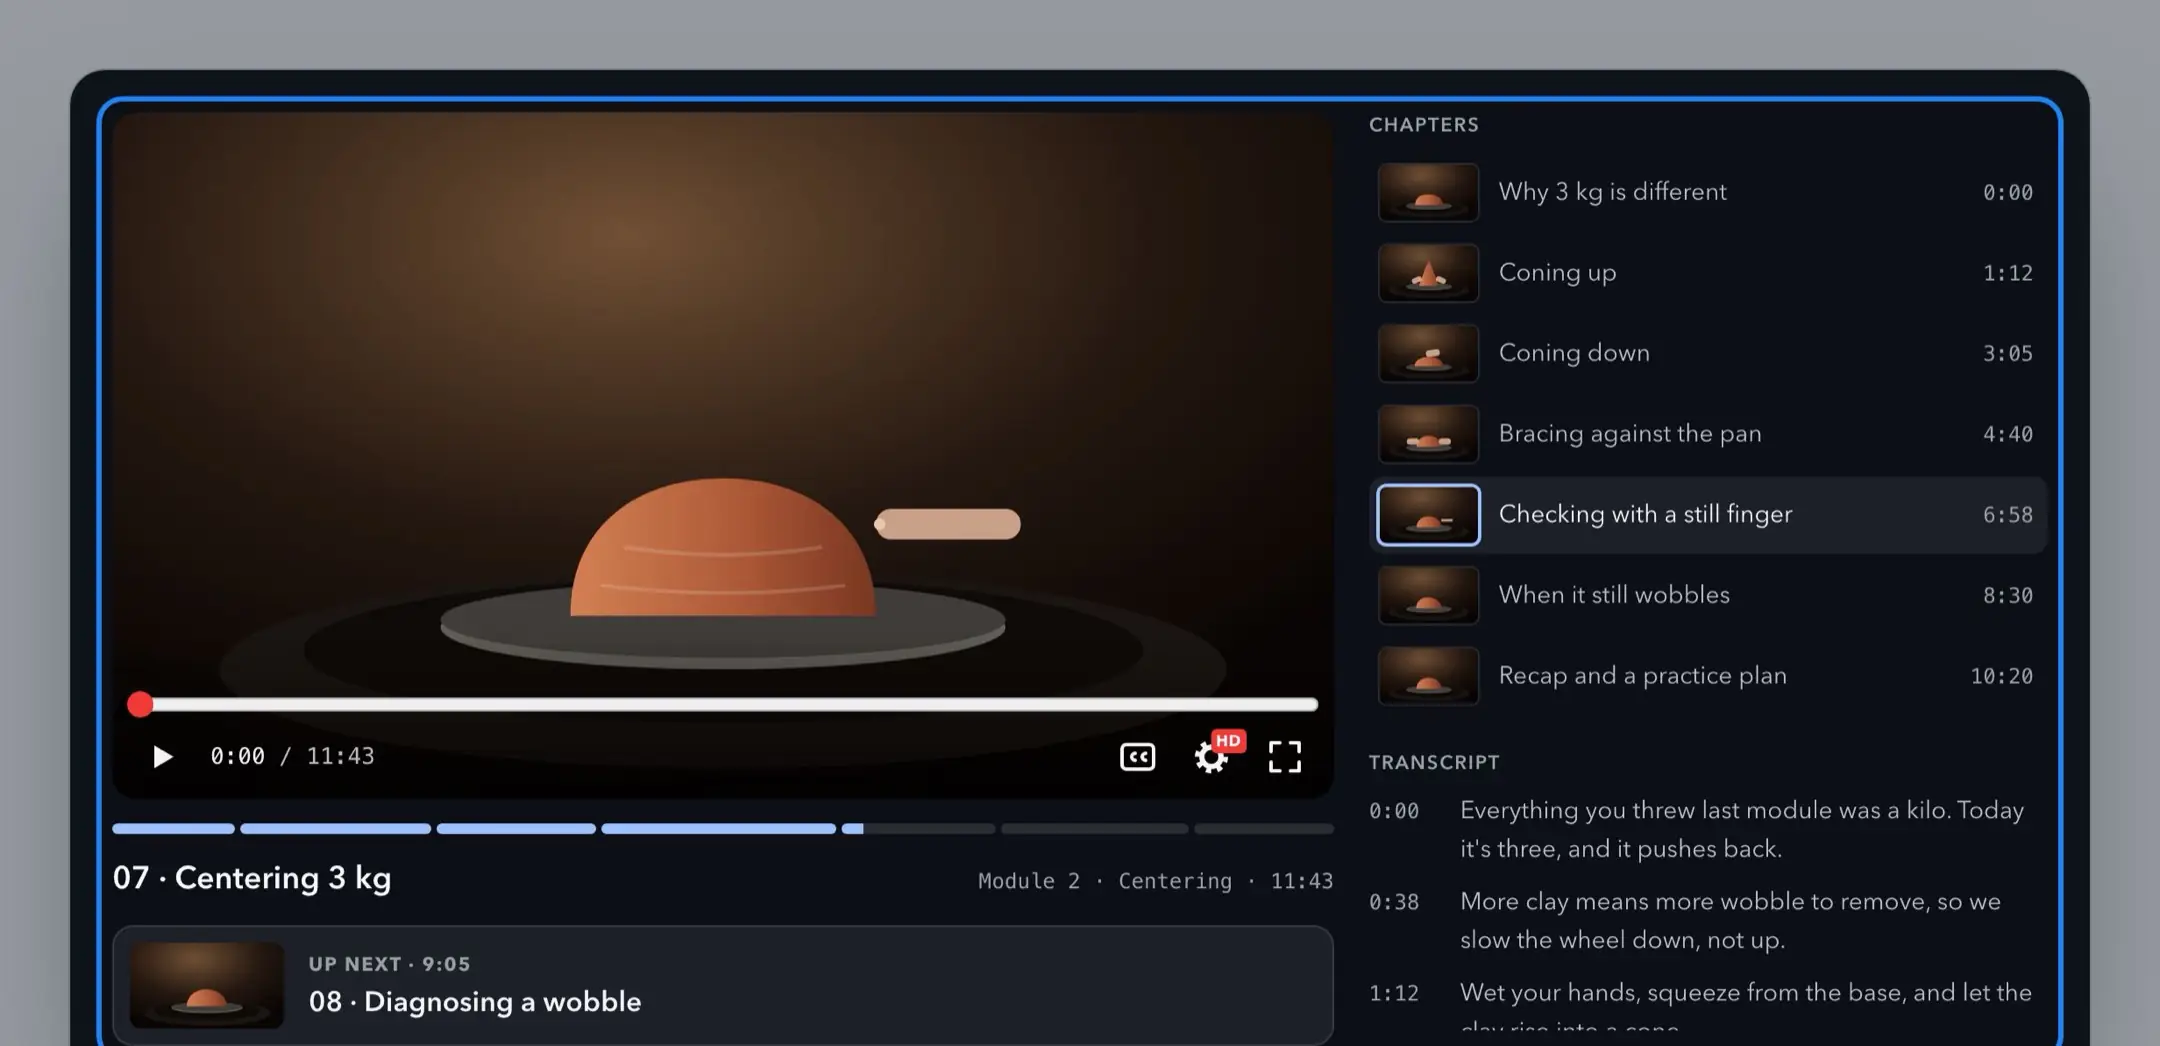 CHAPTERS
Why 3 kg is different 0:00
Coning up 1:12
Coning down 3:05
Bracing against the pan 4:40
Checking with a still finger 6:58
When it still wobbles 8:30
Recap and a practice plan 10:20
0:00 / 11:43
CC
HD
07 · Centering 3 kg
Module 2 · Centering · 11:43
UP NEXT · 9:05
08 · Diagnosing a wobble
TRANSCRIPT
0:00 Everything you threw last module was a kilo. Today
it's three, and it pushes back.
0:38 More clay means more wobble to remove, so we
slow the wheel down, not up.
1:12 Wet your hands, squeeze from the base, and let the
clay rise into a cone.